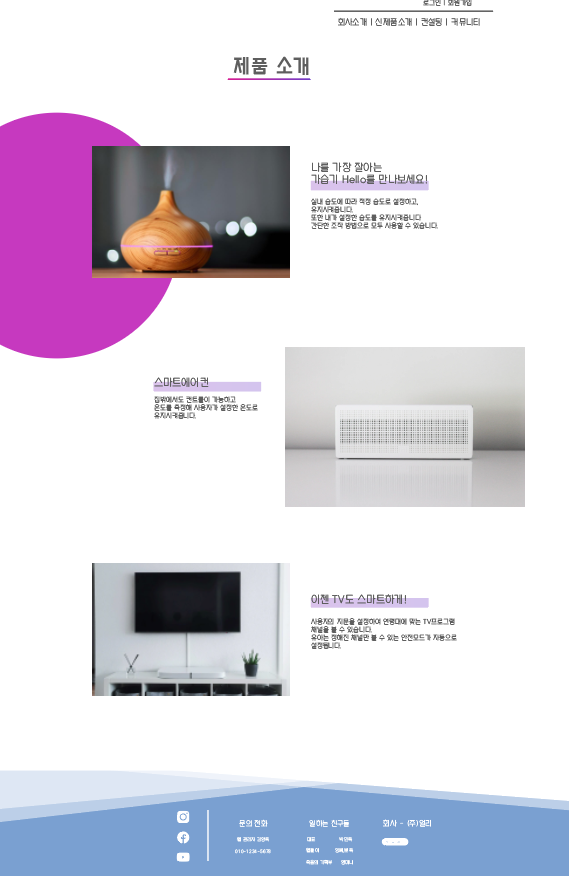 로그인 | 회원가입
회사소개 | 신제품소개 | 컨설팅 | 커뮤니티
제품 소개
나를 가장 잘아는
가습기 Hello를 만나보세요!
실내 습도에 따라 적정 습도로 설정하고,
유지시켜줍니다.
또한 내가 설정한 습도를 유지시켜줍니다
간단한 조작 방법으로 모두 사용할 수 있습니다.
스마트에어컨
집밖에서도 컨트롤이 가능하고
온도를 측정해 사용자가 설정한 온도로
유지시켜줍니다.
이젠 TV도 스마트하게!
사용자의 지문을 설정하여 연령대에 맞는 TV프로그램
채널을 볼 수 있습니다.
유아는 정해진 채널만 볼 수 있는 안전모드가 자동으로
설정됩니다.
문의 전화
010-1234-5678
일하는 친구들
대표
회사 - (주)얼리